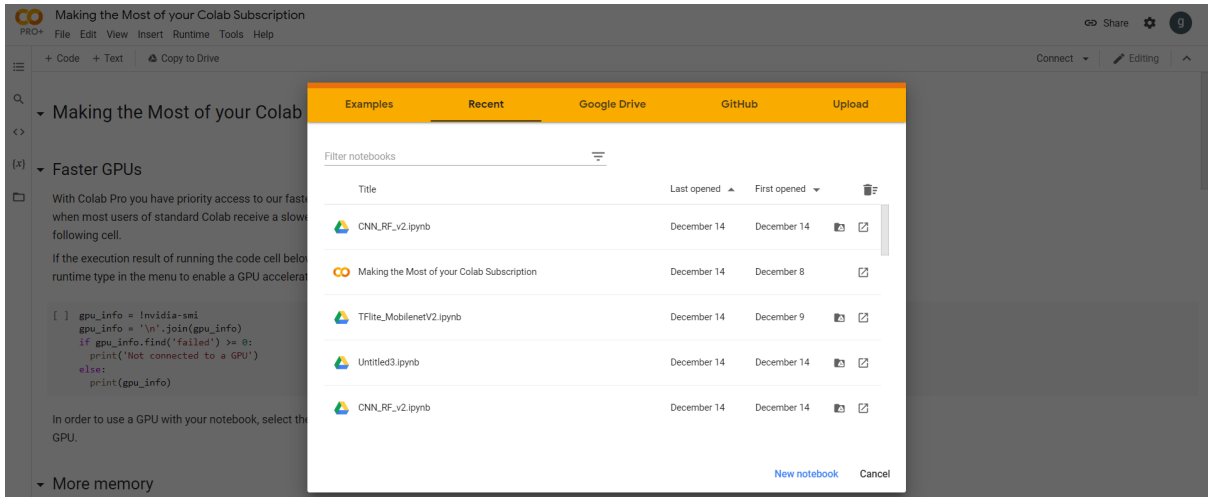 Making the Most of your Colab Subscription
PRO+ File Edit View Insert Runtime Tools Help
Share
g
+ Code + Text Copy to Drive
Connect Editing
Making the Most of your Colab
Faster GPUs
With Colab Pro you have priority access to our faste
when most users of standard Colab receive a slowe
following cell.
If the execution result of running the code cell below
runtime type in the menu to enable a GPU accelerat
[ ] gpu_info = !nvidia-smi
gpu_info = '\n'.join(gpu_info)
if gpu_info.find('failed') >= 0:
print('Not connected to a GPU')
else:
print(gpu_info)
In order to use a GPU with your notebook, select the
GPU.
More memory
Examples Recent Google Drive GitHub Upload
Filter notebooks
Title Last opened First opened
CNN_RF_v2.ipynb December 14 December 14
Making the Most of your Colab Subscription December 14 December 8
TFlite_MobilenetV2.ipynb December 14 December 9
Untitled3.ipynb December 14 December 14
CNN_RF_v2.ipynb December 14 December 14
New notebook Cancel